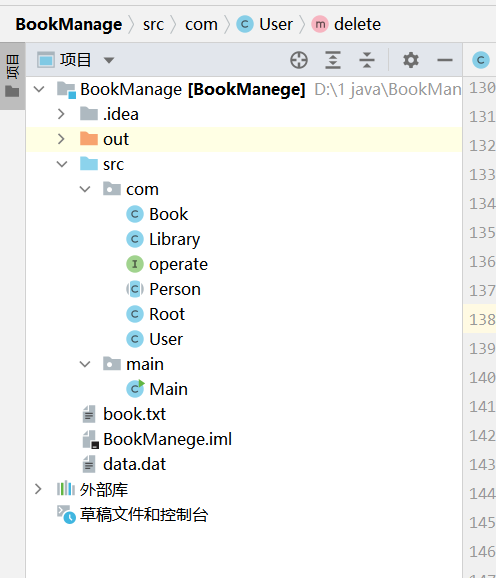 BookManage src com User delete
项目
项目
BookManage [BookManege] D:\1 java\BookMan
.idea
out
src
com
Book
Library
operate
Person
Root
User
main
Main
book.txt
BookManege.iml
data.dat
外部库
草稿文件和控制台
130
131
132
133
134
135
136
137
138
139
140
141
142
143
144
145
146